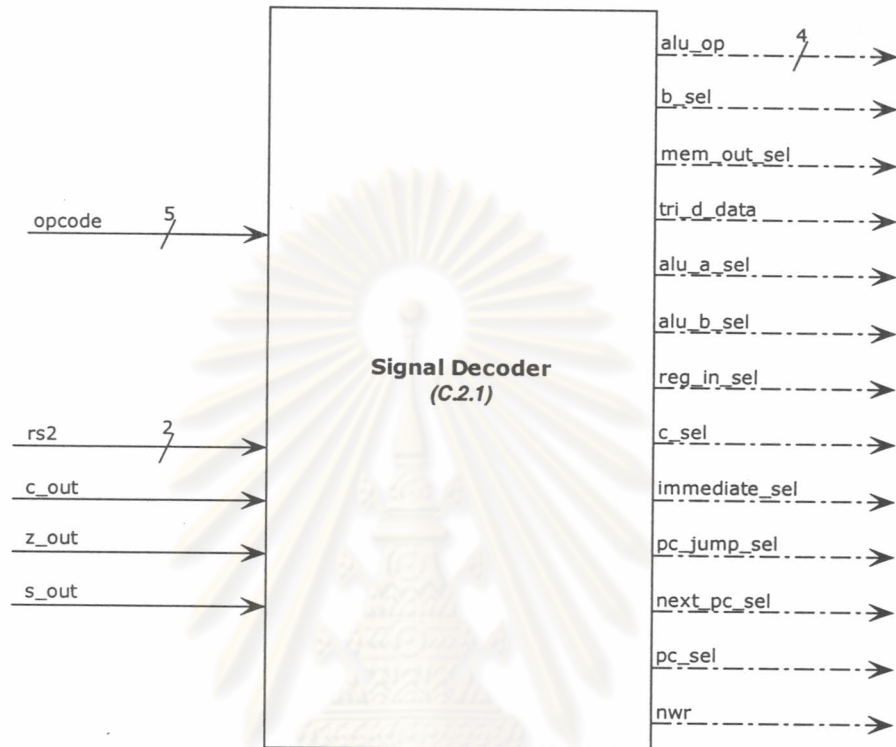 opcode
5
rs2
2
c_out
z_out
s_out
Signal Decoder
(C.2.1)
alu_op
4
b_sel
mem_out_sel
tri_d_data
alu_a_sel
alu_b_sel
reg_in_sel
c_sel
immediate_sel
pc_jump_sel
next_pc_sel
pc_sel
nwr